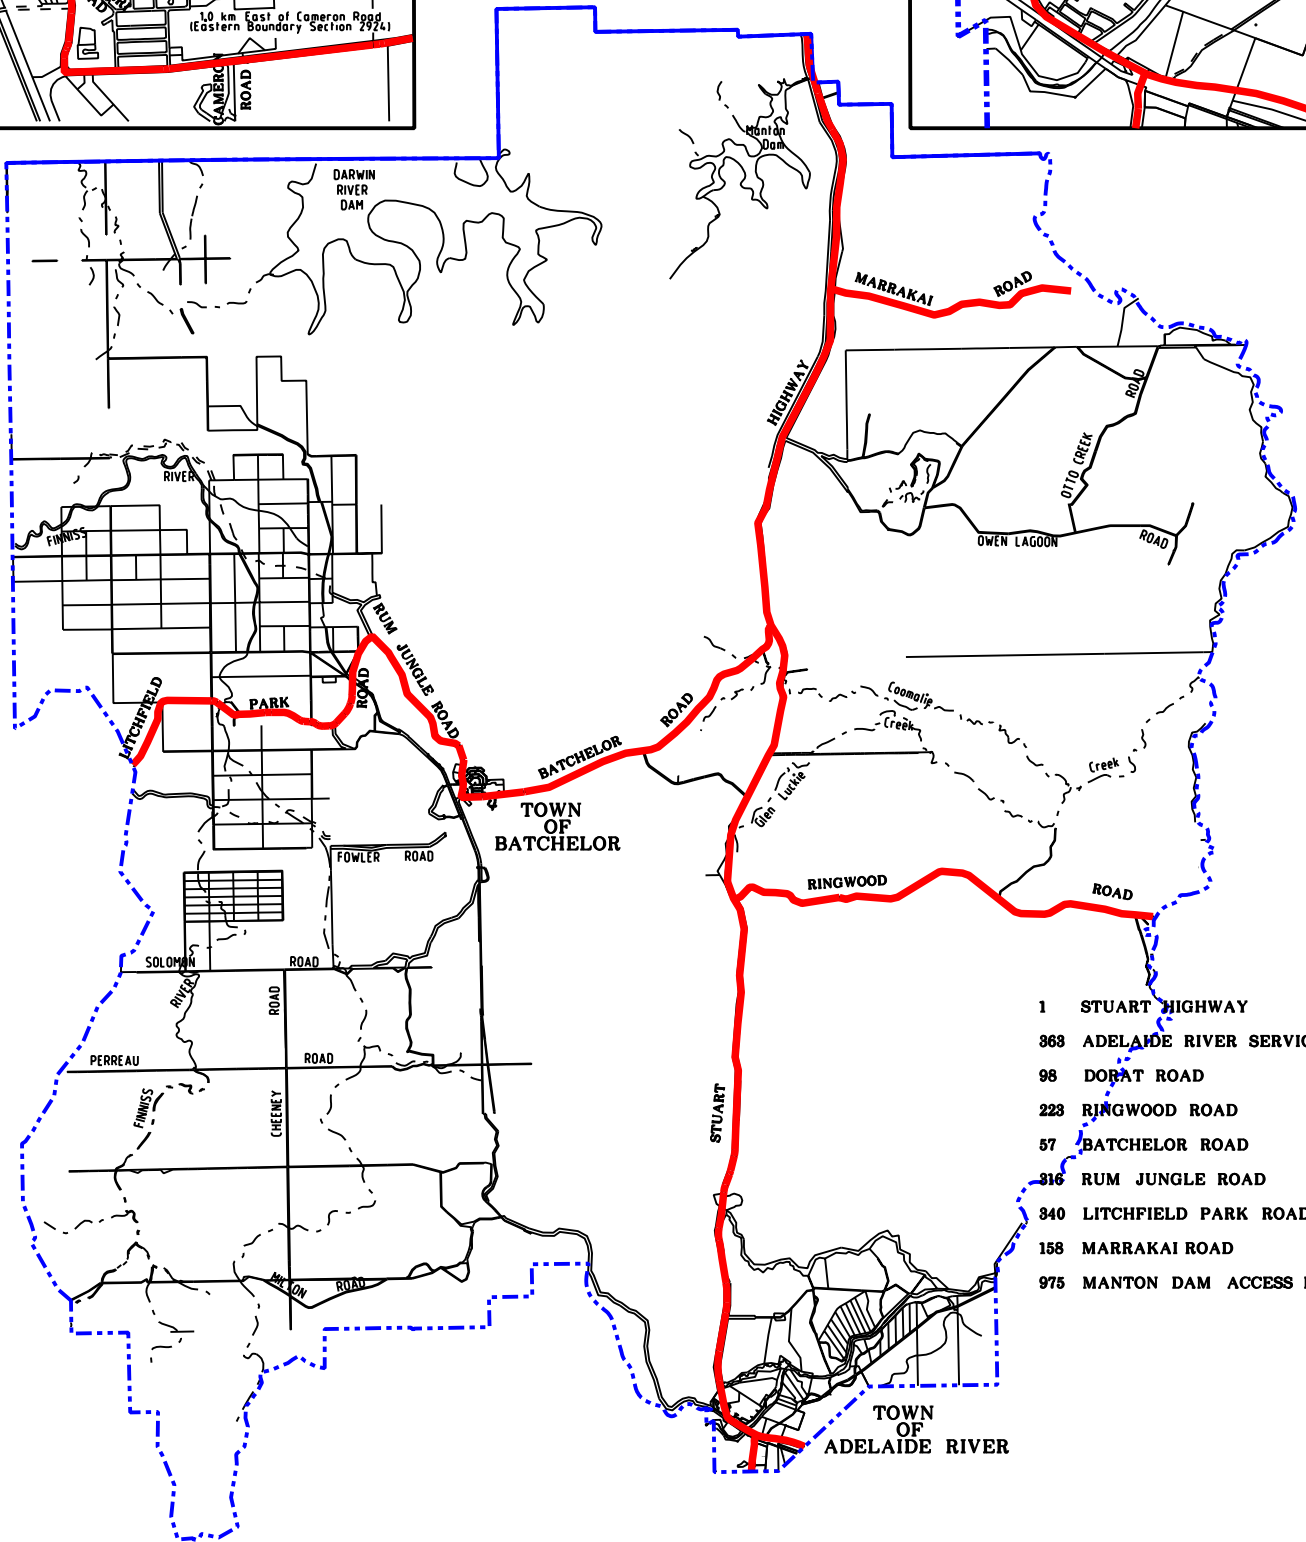 1.0 km East of Cameron Road
(Eastern Boundary Section 2924)
CAMERON
ROAD
Manton
Dam
DARWIN
RIVER
DAM
MARRAKAI ROAD
HIGHWAY
ROAD
OTTO CREEK
RIVER
FINNISS
OWEN LAGOON ROAD
RUM JUNGLE ROAD
LITCHFIELD PARK ROAD
Coomalie
Creek
Creek
BATCHELOR ROAD
Glen Luckie
TOWN
OF
BATCHELOR
FOWLER ROAD
RINGWOOD ROAD
SOLOMON ROAD
RIVER
ROAD
PERREAU ROAD
FINNISS
CHEENEY
STUART
MILTON ROAD
1 STUART HIGHWAY
363 ADELAIDE RIVER
98 DORAT ROAD
223 RINGWOOD ROAD
57 BATCHELOR ROAD
316 RUM JUNGLE ROAD
340 LITCHFIELD PARK ROAD
158 MARRAKAI ROAD
975 MANTON DAM ACCESS
TOWN
OF
ADELAIDE RIVER